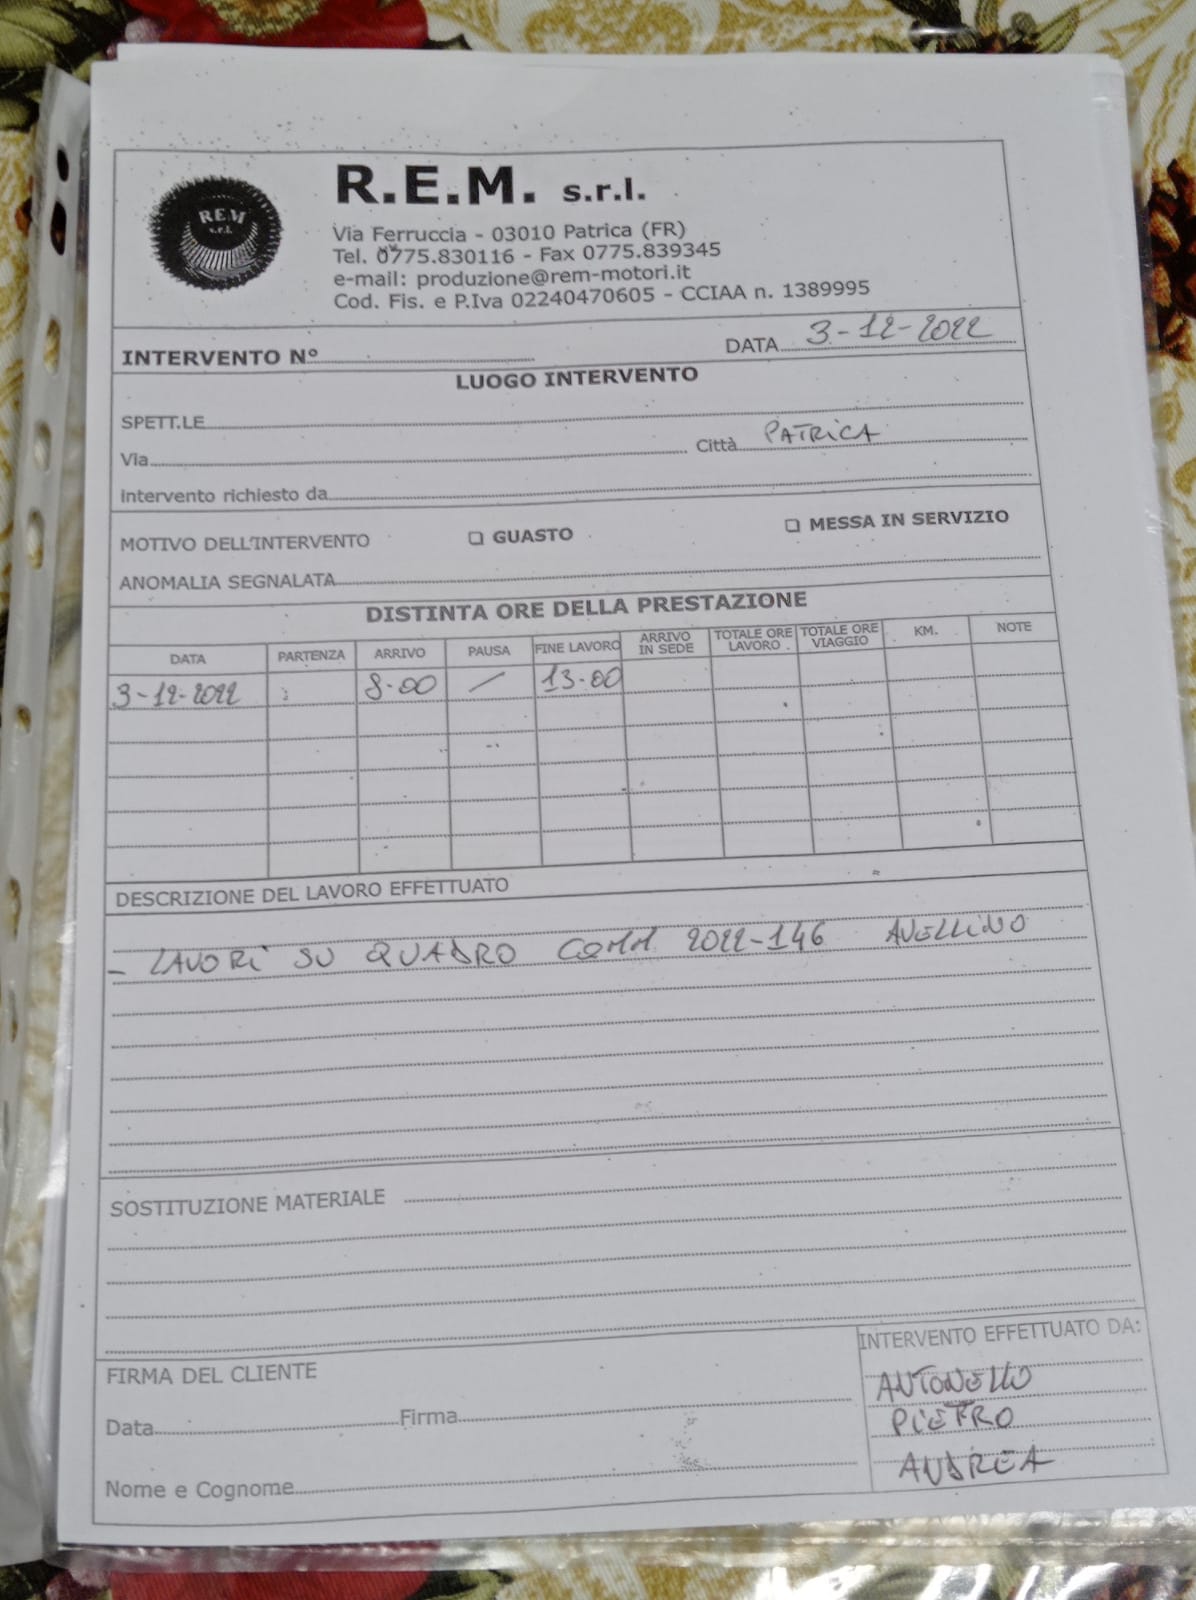 R.E.M. s.r.l.
REM
s.r.l.
Via Ferruccia - 03010 Patrica (FR)
Tel. 0775.830116 - Fax 0775.839345
e-mail: produzione@rem-motori.it
Cod. Fis. e P.Iva 02240470605 - CCIAA n. 1389995
INTERVENTO N° DATA 3-12-2022
LUOGO INTERVENTO
SPETT.LE
Via Città PATRICA
Intervento richiesto da
MOTIVO DELL'INTERVENTO ❑ GUASTO ❑ MESSA IN SERVIZIO
ANOMALIA SEGNALATA
DISTINTA ORE DELLA PRESTAZIONE
DATA PARTENZA ARRIVO PAUSA FINE LAVORO ARRIVO IN SEDE TOTALE ORE LAVORO TOTALE ORE VIAGGIO KM. NOTE
3-12-2022 : 8.00 / 13.00
DESCRIZIONE DEL LAVORO EFFETTUATO
- LAVORI SU QUADRO COMM 2022-146 AVELLINO
SOSTITUZIONE MATERIALE
INTERVENTO EFFETTUATO DA:
FIRMA DEL CLIENTE
ANTONELLO
Data Firma
PIETRO
ANDREA
Nome e Cognome